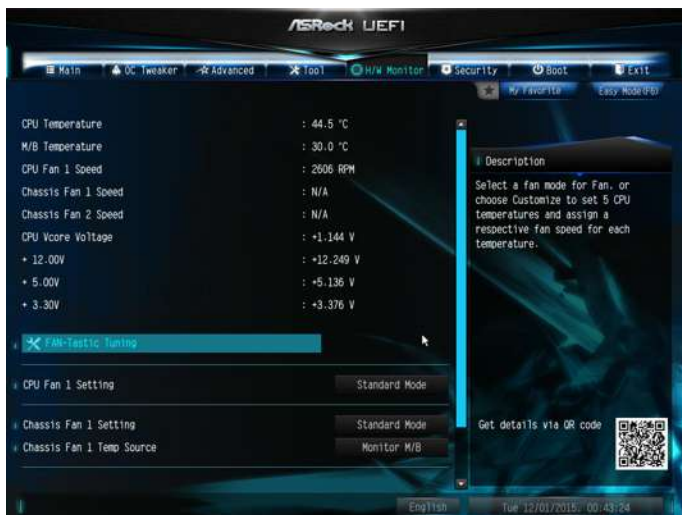 ASRock UEFI
Main OC Tweaker Advanced Tool H/W Monitor Security Boot Exit
My Favorite Easy Mode(F6)
CPU Temperature : 44.5 °C
M/B Temperature : 30.0 °C
CPU Fan 1 Speed : 2606 RPM
Chassis Fan 1 Speed : N/A
Chassis Fan 2 Speed : N/A
CPU Vcore Voltage : +1.144 V
+ 12.00V : +12.249 V
+ 5.00V : +5.136 V
+ 3.30V : +3.376 V
FAN-Tastic Tuning
CPU Fan 1 Setting Standard Mode
Chassis Fan 1 Setting Standard Mode
Chassis Fan 1 Temp Source Monitor M/B
Description
Select a fan mode for Fan, or
choose Customize to set 5 CPU
temperatures and assign a
respective fan speed for each
temperature.
Get details via QR code
English Tue 12/01/2015, 00:43:24